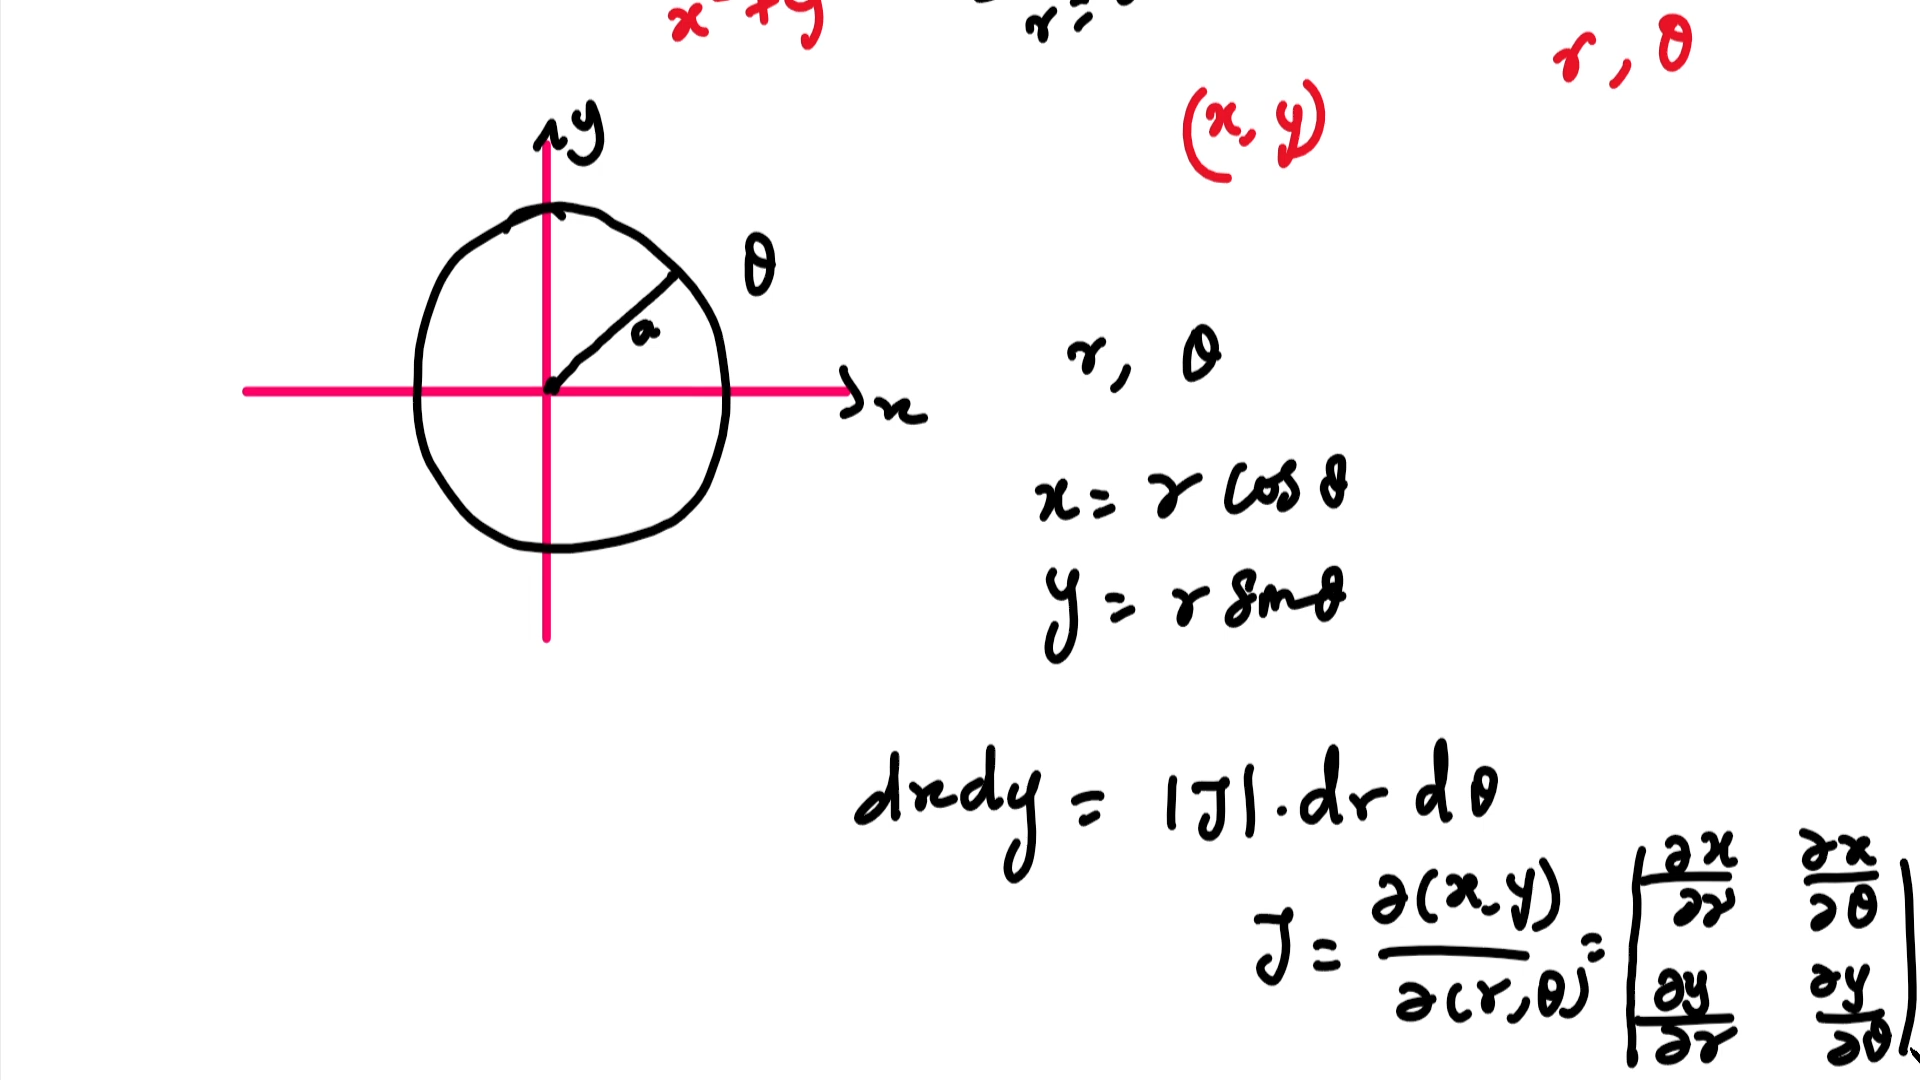 r, θ
(x, y)
y
θ
a
x
r, θ
x = r cos θ
y = r sin θ
dxdy = |J| . dr dθ
J = ∂(x, y) / ∂(r, θ) = | ∂x/∂r ∂x/∂θ |
| ∂y/∂r ∂y/∂θ |